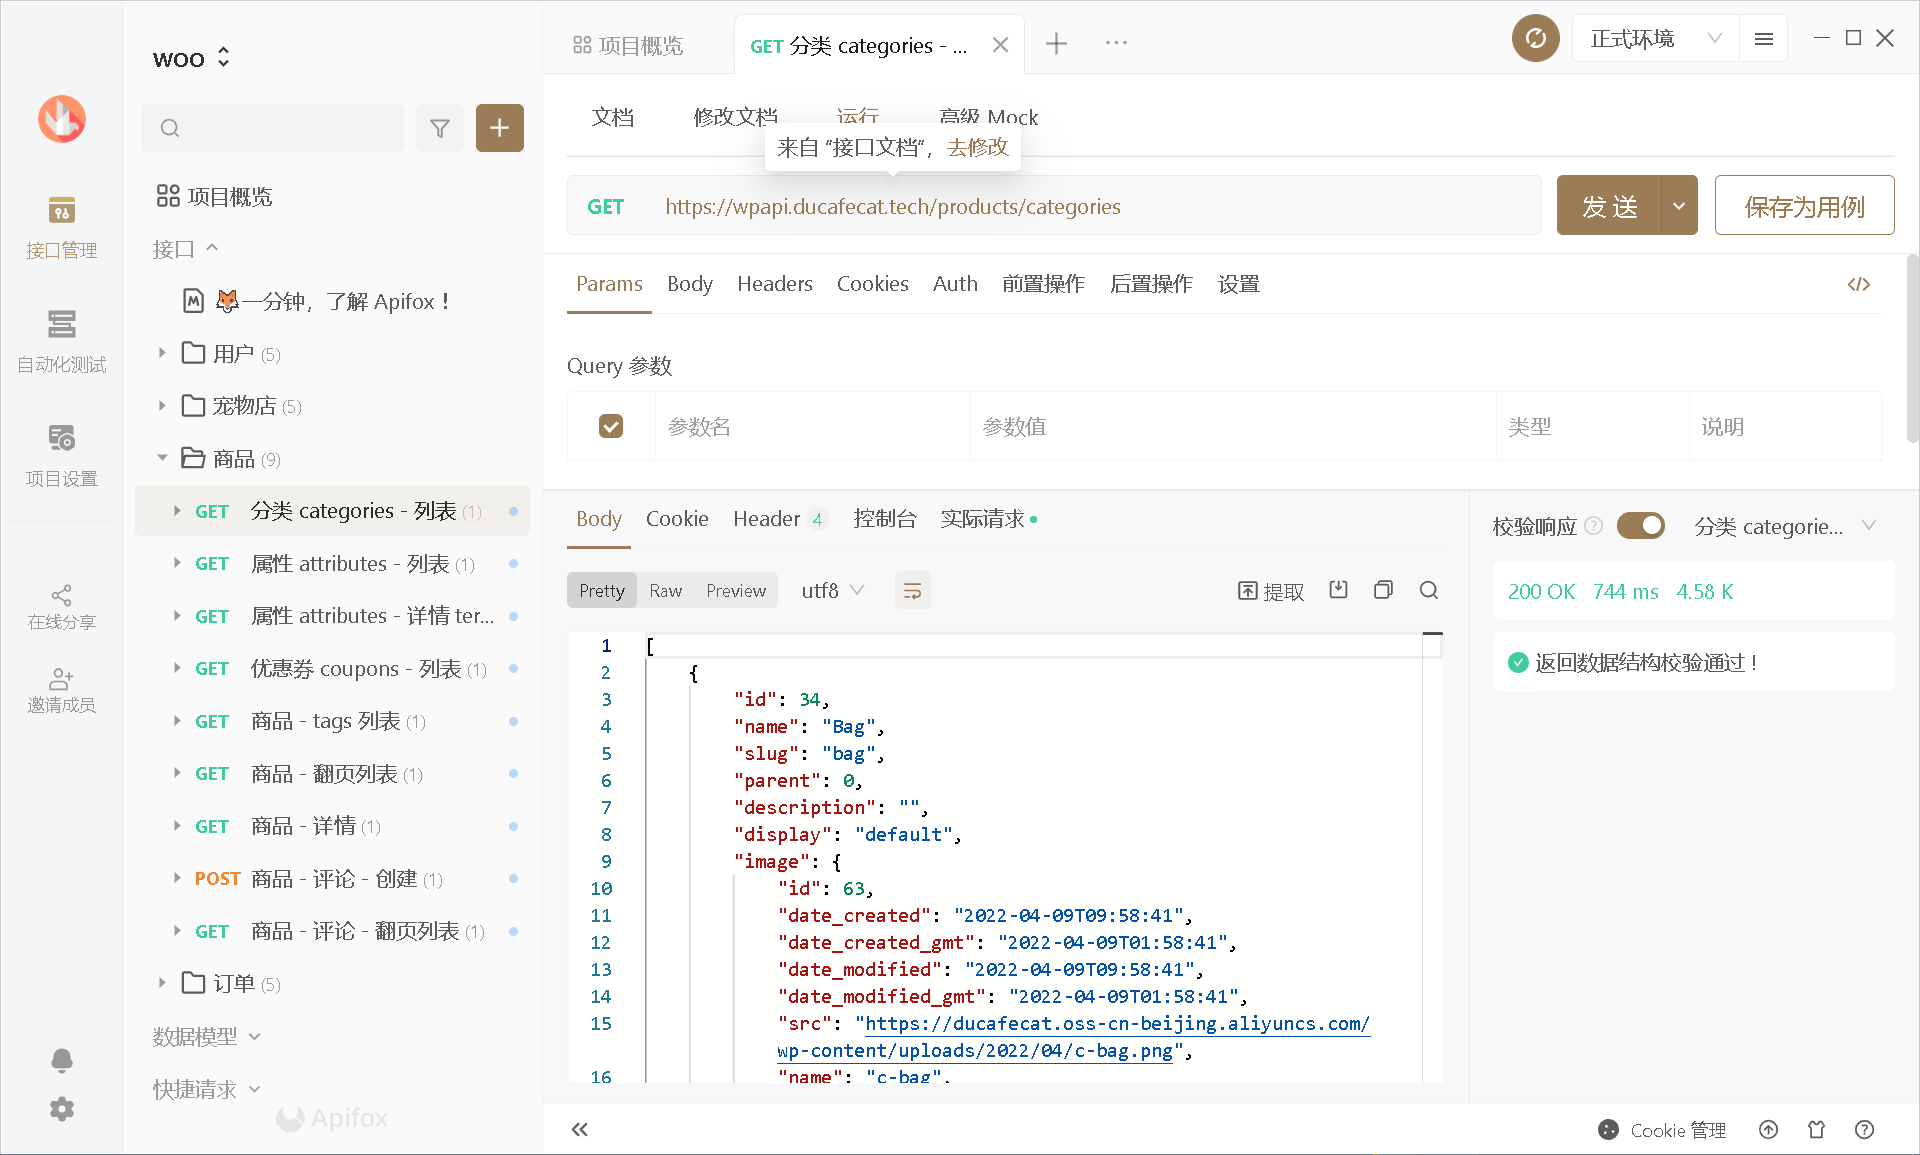 WOO
项目概览
GET 分类 categories - ...
正式环境
接口管理
自动化测试
项目设置
在线分享
邀请成员
项目概览
接口
一分钟，了解 Apifox！
用户 (5)
宠物店 (5)
商品 (9)
GET 分类 categories - 列表 (1)
GET 属性 attributes - 列表 (1)
GET 属性 attributes - 详情 ter...
GET 优惠券 coupons - 列表 (1)
GET 商品 - tags 列表 (1)
GET 商品 - 翻页列表 (1)
GET 商品 - 详情 (1)
POST 商品 - 评论 - 创建 (1)
GET 商品 - 评论 - 翻页列表 (1)
订单 (5)
数据模型
快捷请求
Apifox
文档 修改文档 运行 高级 Mock
来自 “接口文档”， 去修改
GET https://wpapi.ducafecat.tech/products/categories
发 送
保存为用例
Params Body Headers Cookies Auth 前置操作 后置操作 设置
Query 参数
参数名 参数值 类型 说明
Body Cookie Header 4 控制台 实际请求
Pretty Raw Preview utf8
提取
1 [
2 {
3 "id": 34,
4 "name": "Bag",
5 "slug": "bag",
6 "parent": 0,
7 "description": "",
8 "display": "default",
9 "image": {
10 "id": 63,
11 "date_created": "2022-04-09T09:58:41",
12 "date_created_gmt": "2022-04-09T01:58:41",
13 "date_modified": "2022-04-09T09:58:41",
14 "date_modified_gmt": "2022-04-09T01:58:41",
15 "src": "https://ducafecat.oss-cn-beijing.aliyuncs.com/
wp-content/uploads/2022/04/c-bag.png",
16 "name": "c-bag",
校验响应 分类 categorie...
200 OK 744 ms 4.58 K
返回数据结构校验通过！
Cookie 管理